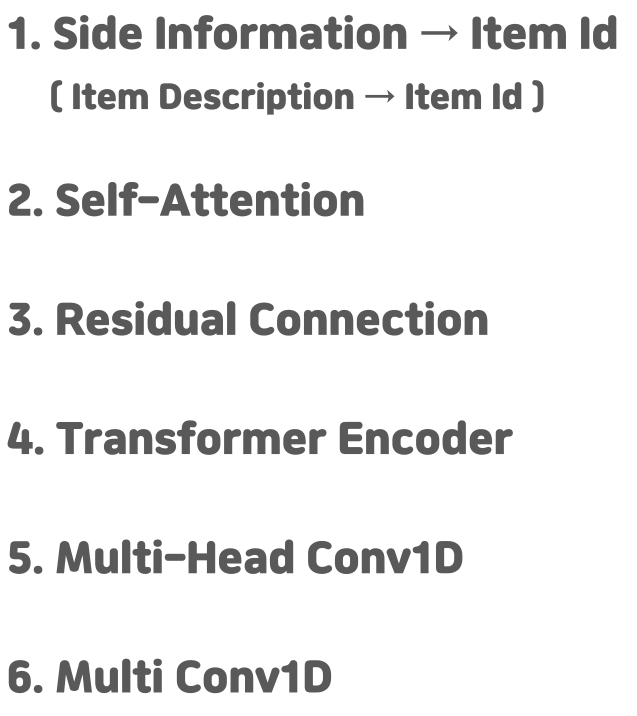 1. Side Information → Item Id
( Item Description → Item Id )
2. Self-Attention
3. Residual Connection
4. Transformer Encoder
5. Multi-Head Conv1D
6. Multi Conv1D